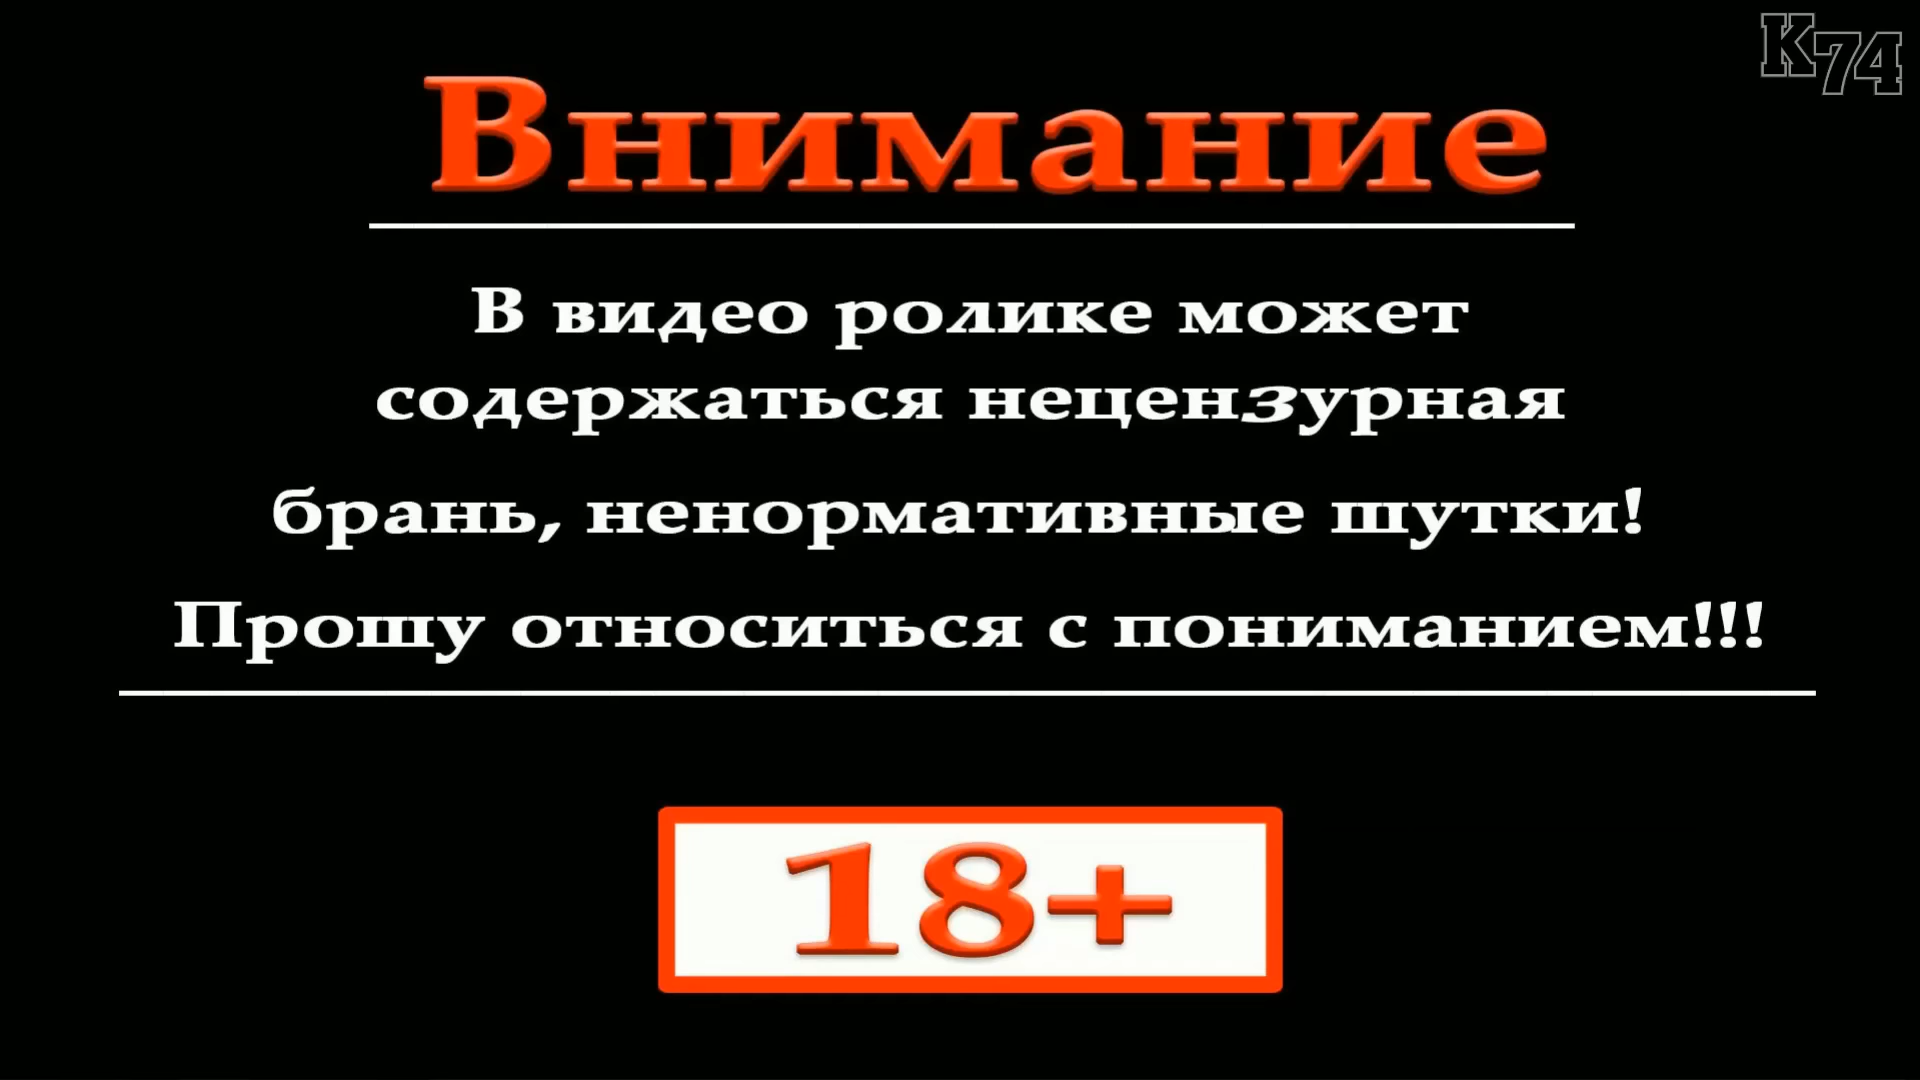 K74
Внимание
В видео ролике может
содержаться нецензурная
брань, ненормативные шутки!
Прошу относиться с пониманием!!!
18+